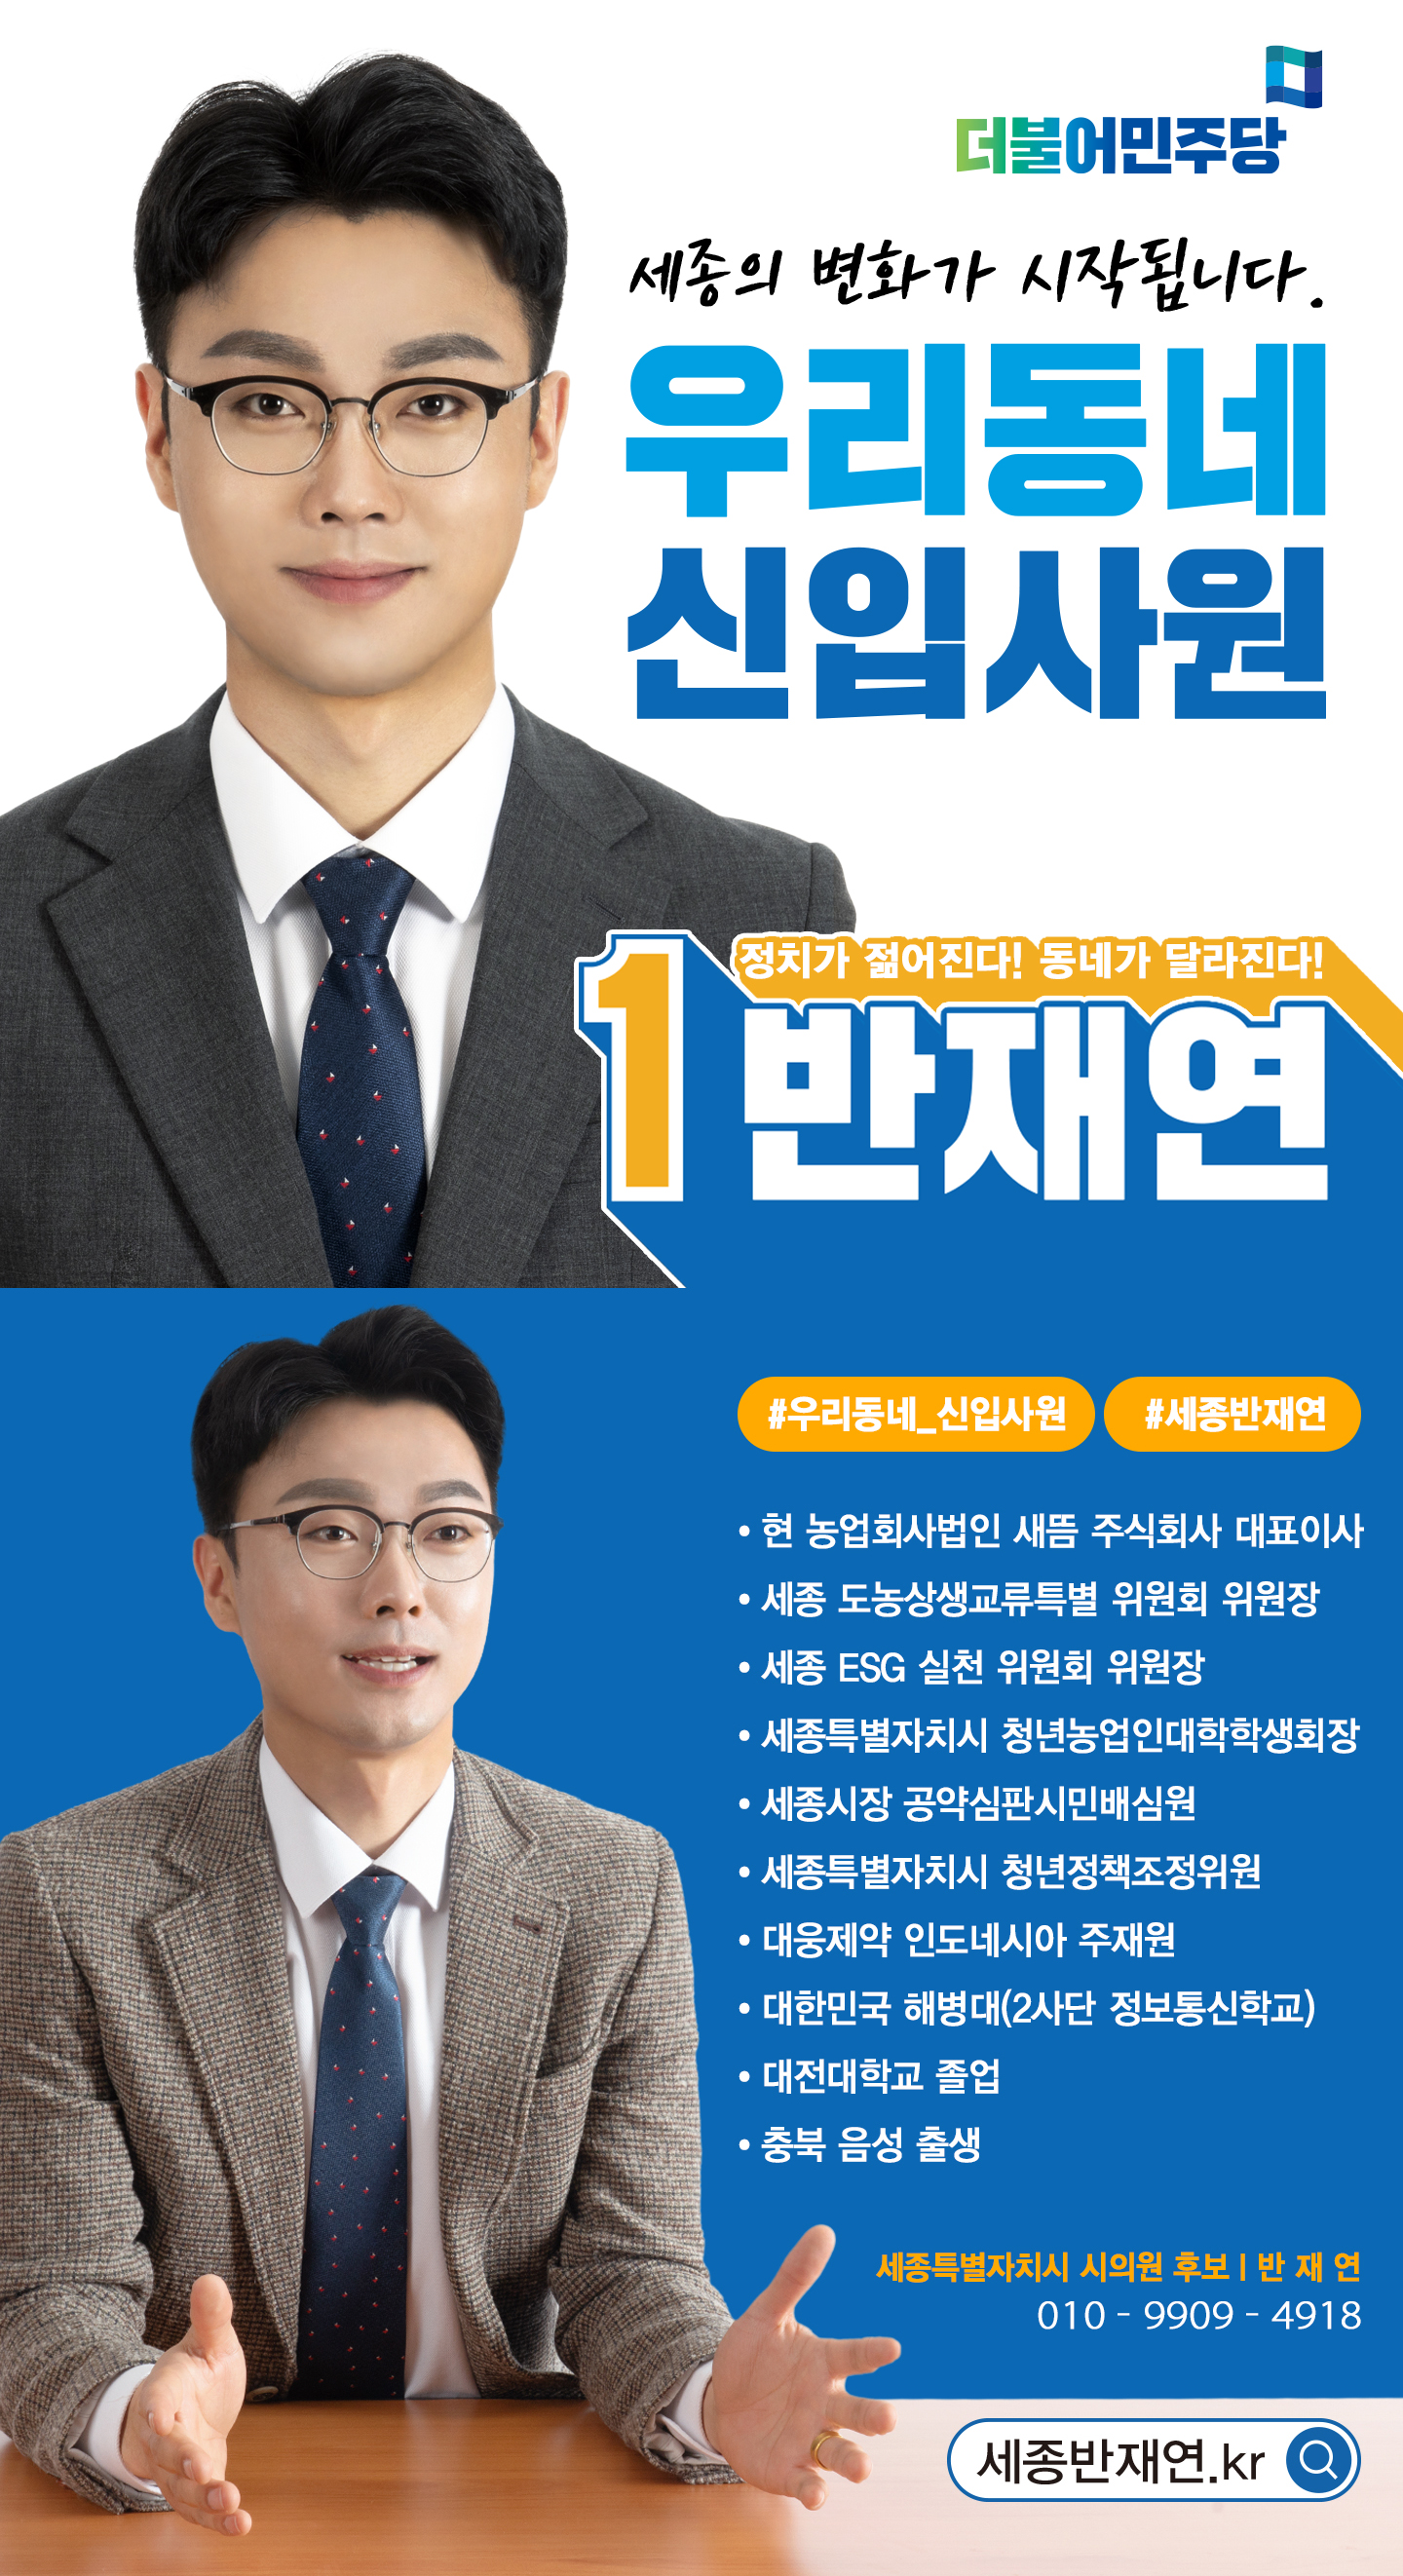 더불어민주당
세종의 변화가 시작됩니다.
우리동네
신입사원
정치가 젊어진다! 동네가 달라진다!
1 반재연
#우리동네_신입사원 #세종반재연
• 현 농업회사법인 새뜸 주식회사 대표이사
• 세종 도농상생교류특별 위원회 위원장
• 세종 ESG 실천 위원회 위원장
• 세종특별자치시 청년농업인대학학생회장
• 세종시장 공약심판시민배심원
• 세종특별자치시 청년정책조정위원
• 대웅제약 인도네시아 주재원
• 대한민국 해병대(2사단 정보통신학교)
• 대전대학교 졸업
• 충북 음성 출생
세종특별자치시 시의원 후보 I 반 재 연
010 - 9909 - 4918
세종반재연.kr